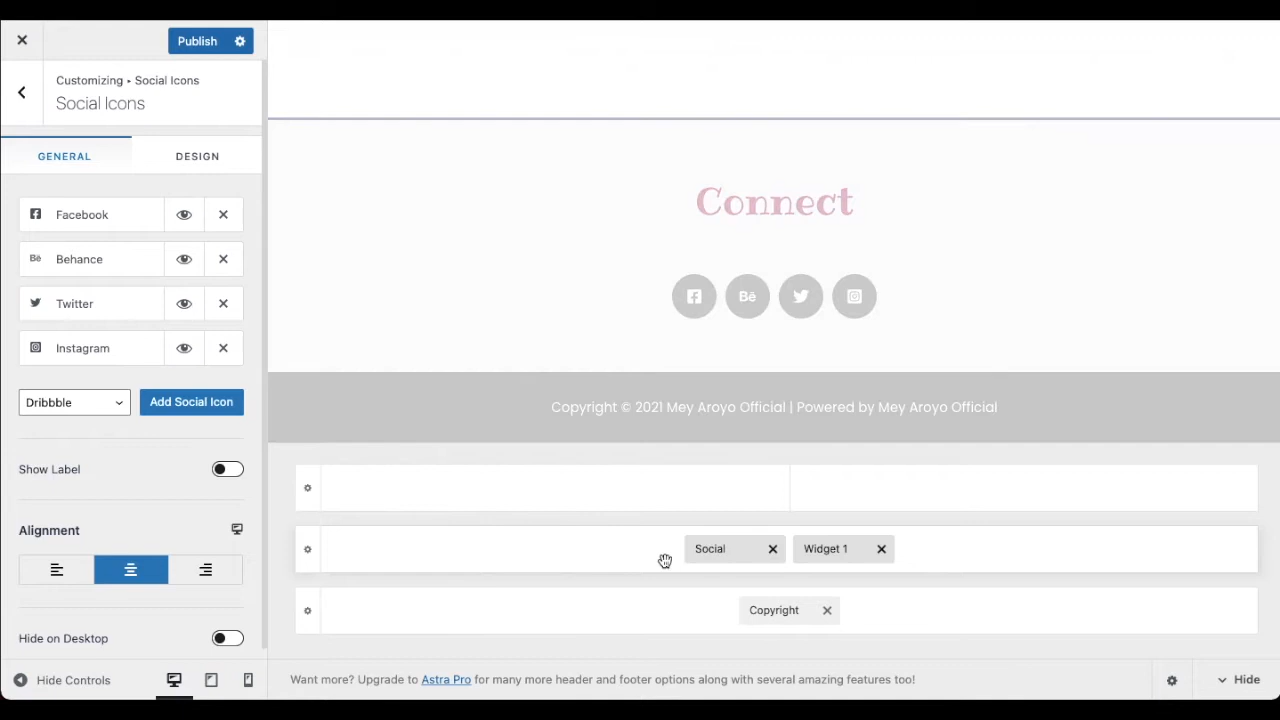 Publish
Customizing • Social Icons
Social Icons
GENERAL
DESIGN
Facebook
Bē Behance
Twitter
Instagram
Dribbble
Add Social Icon
Show Label
Alignment
Hide on Desktop
Hide Controls
Connect
Bē
Copyright © 2021 Mey Aroyo Official | Powered by Mey Aroyo Official
Social
Widget 1
Copyright
Want more? Upgrade to Astra Pro for many more header and footer options along with several amazing features too!
Hide